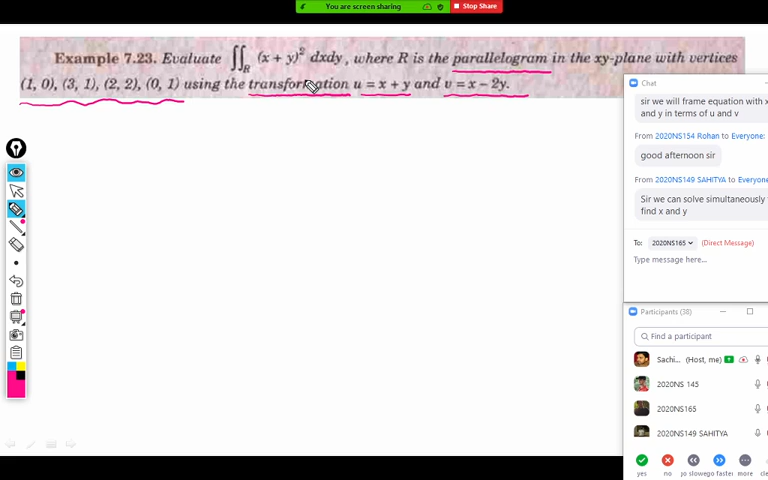 You are screen sharing
Stop Share
Example 7.23. Evaluate ∬_R (x + y)² dxdy, where R is the parallelogram in the xy-plane with vertices
(1, 0), (3, 1), (2, 2), (0, 1) using the transformation u = x + y and v = x − 2y.
Chat
sir we will frame equation with x
and y in terms of u and v
From 2020NS154 Rohan to Everyone:
good afternoon sir
From 2020NS149 SAHITYA to Everyone
Sir we can solve simultaneously
find x and y
To: 2020NS165 (Direct Message)
Type message here...
Participants (38)
Find a participant
Sachi... (Host, me)
2020NS 145
2020NS165
2020NS149 SAHITYA
yes no go slower go faster more